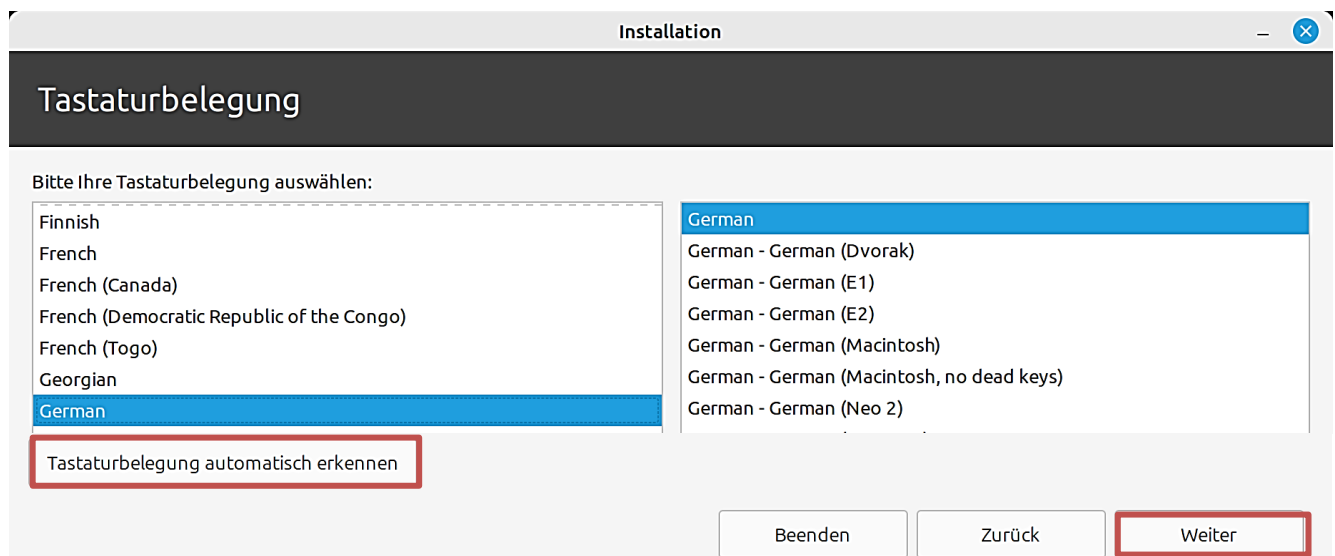 Installation
Tastaturbelegung
Bitte Ihre Tastaturbelegung auswählen:
Finnish
French
French (Canada)
French (Democratic Republic of the Congo)
French (Togo)
Georgian
German
German
German - German (Dvorak)
German - German (E1)
German - German (E2)
German - German (Macintosh)
German - German (Macintosh, no dead keys)
German - German (Neo 2)
Tastaturbelegung automatisch erkennen
Beenden
Zurück
Weiter